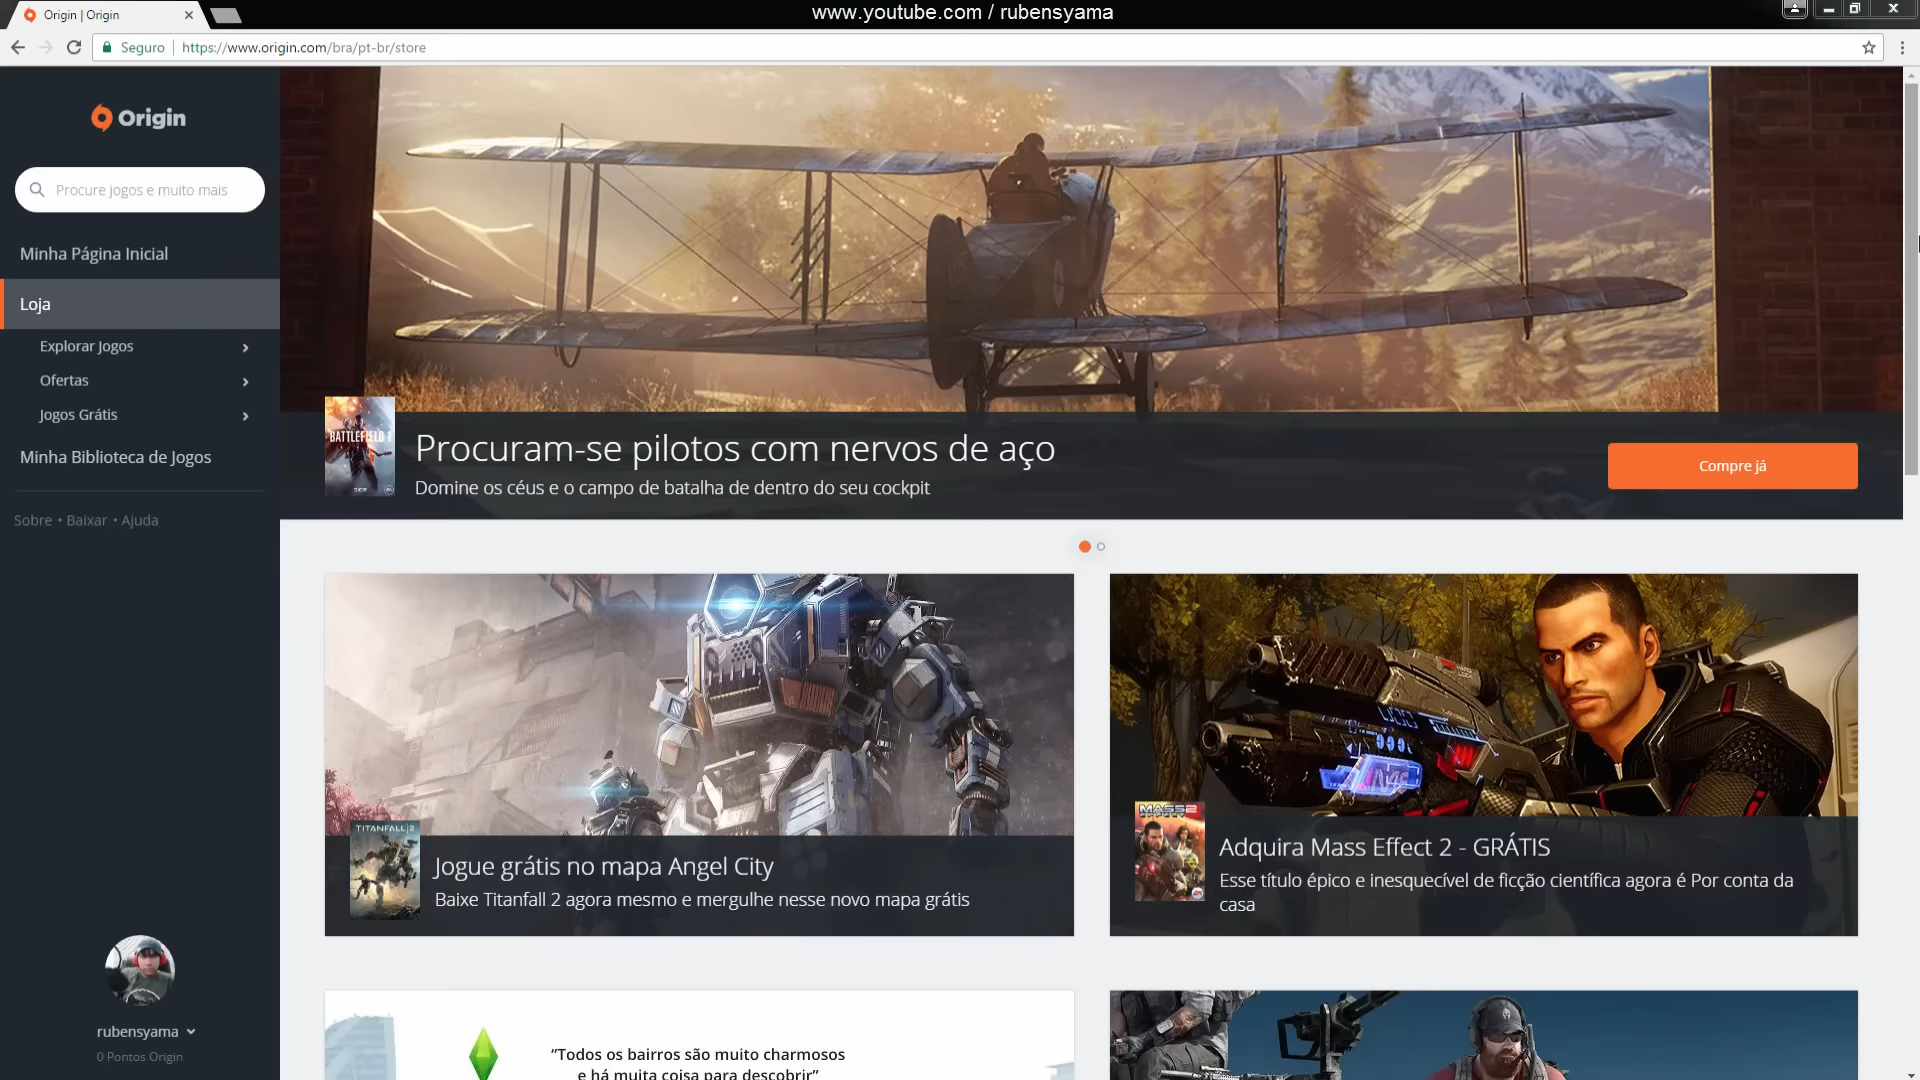 Origin | Origin
www.youtube.com / rubensyama
Seguro
https://www.origin.com/bra/pt-br/store
Origin
Procure jogos e muito mais
Minha Página Inicial
Loja
Explorar Jogos
Ofertas
Jogos Grátis
Minha Biblioteca de Jogos
Sobre • Baixar • Ajuda
rubensyama
0 Pontos Origin
BATTLEFIELD 1
Procuram-se pilotos com nervos de aço
Domine os céus e o campo de batalha de dentro do seu cockpit
Compre já
TITANFALL 2
Jogue grátis no mapa Angel City
Baixe Titanfall 2 agora mesmo e mergulhe nesse novo mapa grátis
MASS EFFECT 2
Adquira Mass Effect 2 - GRÁTIS
Esse título épico e inesquecível de ficção científica agora é Por conta da
casa
“Todos os bairros são muito charmosos
e há muita coisa para descobrir”